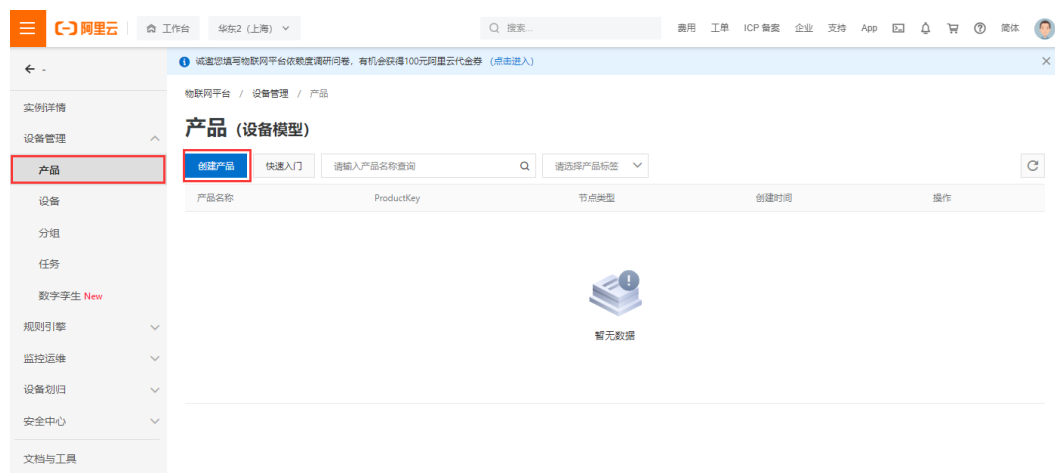 阿里云 工作台 华东2（上海） 搜索... 费用 工单 ICP 备案 企业 支持 App 简体
诚邀您填写物联网平台依赖度调研问卷，有机会获得100元阿里云代金券 （点击进入）
物联网平台 / 设备管理 / 产品
产品（设备模型）
创建产品 快速入门 请输入产品名称查询 请选择产品标签
产品名称 ProductKey 节点类型 创建时间 操作
暂无数据
实例详情
设备管理
产品
设备
分组
任务
数字孪生 New
规则引擎
监控运维
设备划归
安全中心
文档与工具